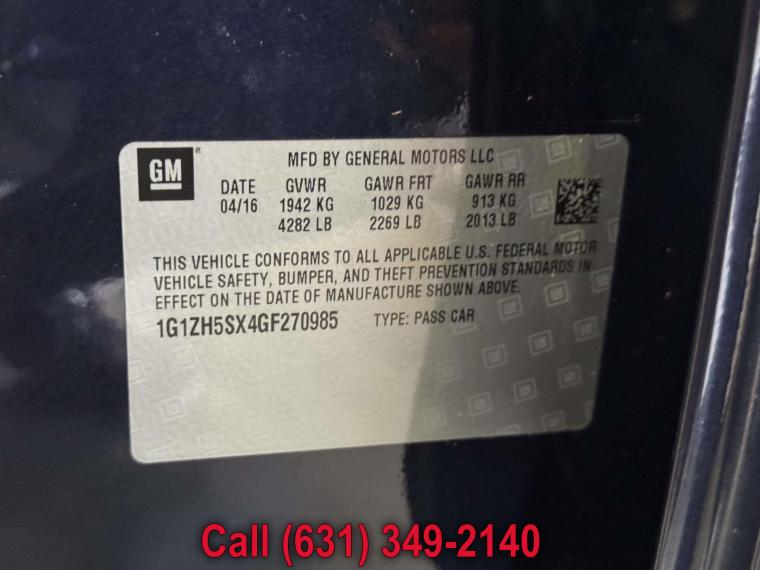 GM
MFD BY GENERAL MOTORS LLC
DATE GVWR GAWR FRT GAWR RR
04/16 1942 KG 1029 KG 913 KG
4282 LB 2269 LB 2013 LB
THIS VEHICLE CONFORMS TO ALL APPLICABLE U.S. FEDERAL MOTOR
VEHICLE SAFETY, BUMPER, AND THEFT PREVENTION STANDARDS IN
EFFECT ON THE DATE OF MANUFACTURE SHOWN ABOVE.
1G1ZH5SX4GF270985 TYPE: PASS CAR
Call (631) 349-2140